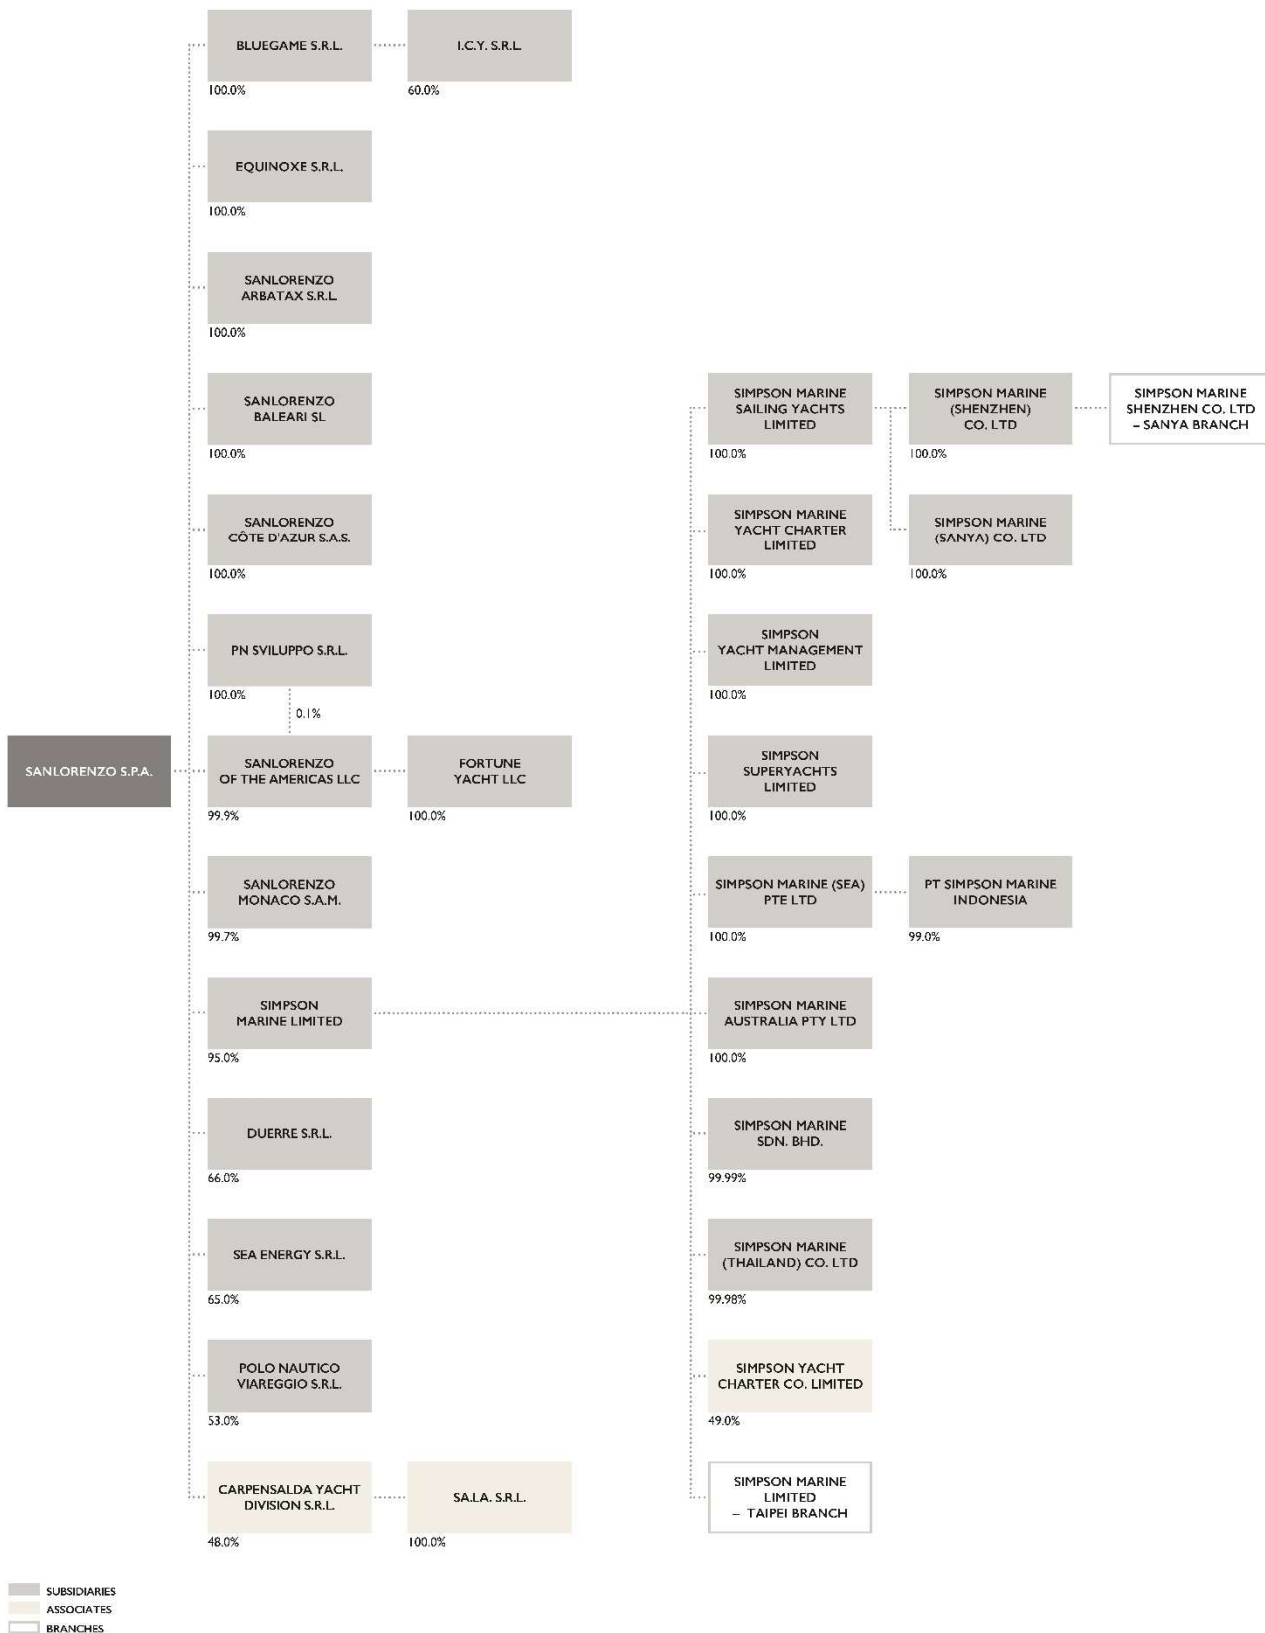 BLUEGAME S.R.L.
I.C.Y. S.R.L.
100.0%
60.0%
EQUINOXE S.R.L.
100.0%
SANLORENZO
ARBATAX S.R.L.
100.0%
SANLORENZO
BALEARI SL
100.0%
SIMPSON MARINE
SAILING YACHTS
LIMITED
100.0%
SIMPSON MARINE
(SHENZHEN)
CO. LTD
100.0%
SIMPSON MARINE
SHENZHEN CO. LTD
– SANYA BRANCH
SANLORENZO
CÔTE D'AZUR S.A.S.
100.0%
SIMPSON MARINE
YACHT CHARTER
LIMITED
100.0%
SIMPSON MARINE
(SANYA) CO. LTD
100.0%
PN SVILUPPO S.R.L.
100.0%
0.1%
SIMPSON
YACHT MANAGEMENT
LIMITED
100.0%
SANLORENZO S.P.A.
SANLORENZO
OF THE AMERICAS LLC
99.9%
FORTUNE
YACHT LLC
100.0%
SIMPSON
SUPERYACHTS
LIMITED
100.0%
SANLORENZO
MONACO S.A.M.
99.7%
SIMPSON MARINE (SEA)
PTE LTD
100.0%
PT SIMPSON MARINE
INDONESIA
99.0%
SIMPSON
MARINE LIMITED
95.0%
SIMPSON MARINE
AUSTRALIA PTY LTD
100.0%
DUERRE S.R.L.
66.0%
SIMPSON MARINE
SDN. BHD.
99.99%
SEA ENERGY S.R.L.
65.0%
SIMPSON MARINE
(THAILAND) CO. LTD
99.98%
POLO NAUTICO
VIAREGGIO S.R.L.
53.0%
SIMPSON YACHT
CHARTER CO. LIMITED
49.0%
CARPENSALDA YACHT
DIVISION S.R.L.
48.0%
SA.LA. S.R.L.
100.0%
SIMPSON MARINE
LIMITED
– TAIPEI BRANCH
SUBSIDIARIES
ASSOCIATES
BRANCHES